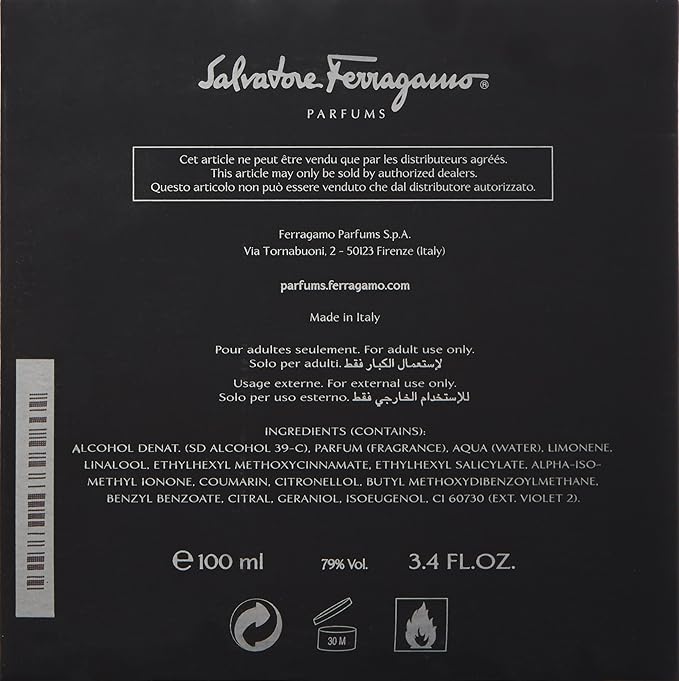 Salvatore Ferragamo®
PARFUMS
Cet article ne peut être vendu que par les distributeurs agréés.
This article may only be sold by authorized dealers.
Questo articolo non può essere venduto che dal distributore autorizzato.
Ferragamo Parfums S.p.A.
Via Tornabuoni, 2 - 50123 Firenze (Italy)
parfums.ferragamo.com
Made in Italy
Pour adultes seulement. For adult use only.
Solo per adulti. لإستعمال الكبار فقط
Usage externe. For external use only.
Solo per uso esterno. للإستخدام الخارجي فقط
INGREDIENTS (CONTAINS):
ALCOHOL DENAT. (SD ALCOHOL 39-C), PARFUM (FRAGRANCE), AQUA (WATER), LIMONENE,
LINALOOL, ETHYLHEXYL METHOXYCINNAMATE, ETHYLHEXYL SALICYLATE, ALPHA-ISO-
METHYL IONONE, COUMARIN, CITRONELLOL, BUTYL METHOXYDIBENZOYLMETHANE,
BENZYL BENZOATE, CITRAL, GERANIOL, ISOEUGENOL, CI 60730 (EXT. VIOLET 2).
℮100 ml 79% Vol. 3.4 FL.OZ.
30 M